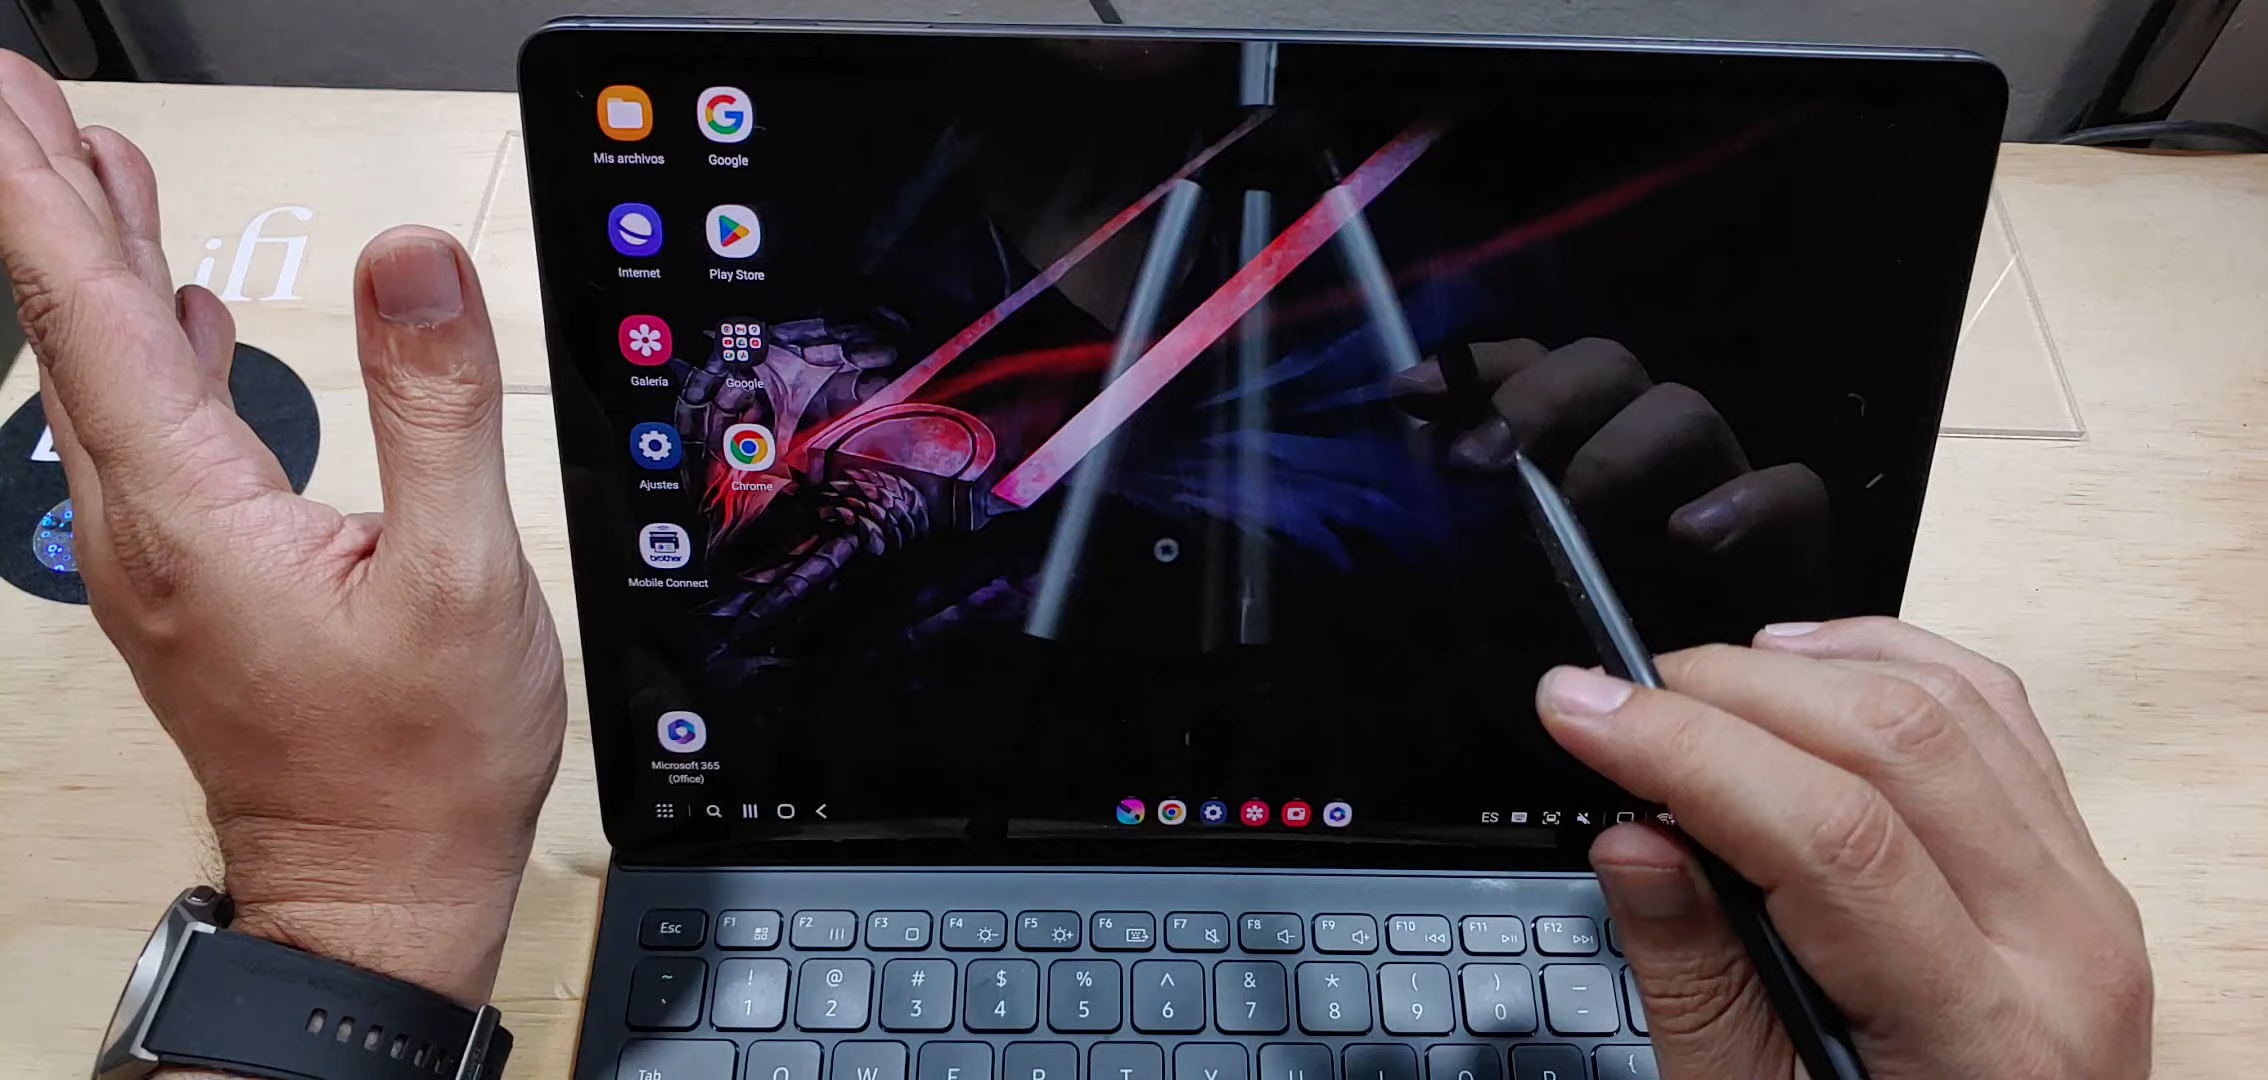 Mis archivos
Google
Internet
Play Store
Galería
Google
Ajustes
Chrome
brother
Mobile Connect
Microsoft 365
(Office)
ES
ifi
Esc
F1
F2
F3
F4
F5
F6
F7
F8
F9
F10
F11
F12
~ `
! 1
@ 2
# 3
$ 4
% 5
^ 6
& 7
* 8
( 9
) 0
_ -
Tab
{